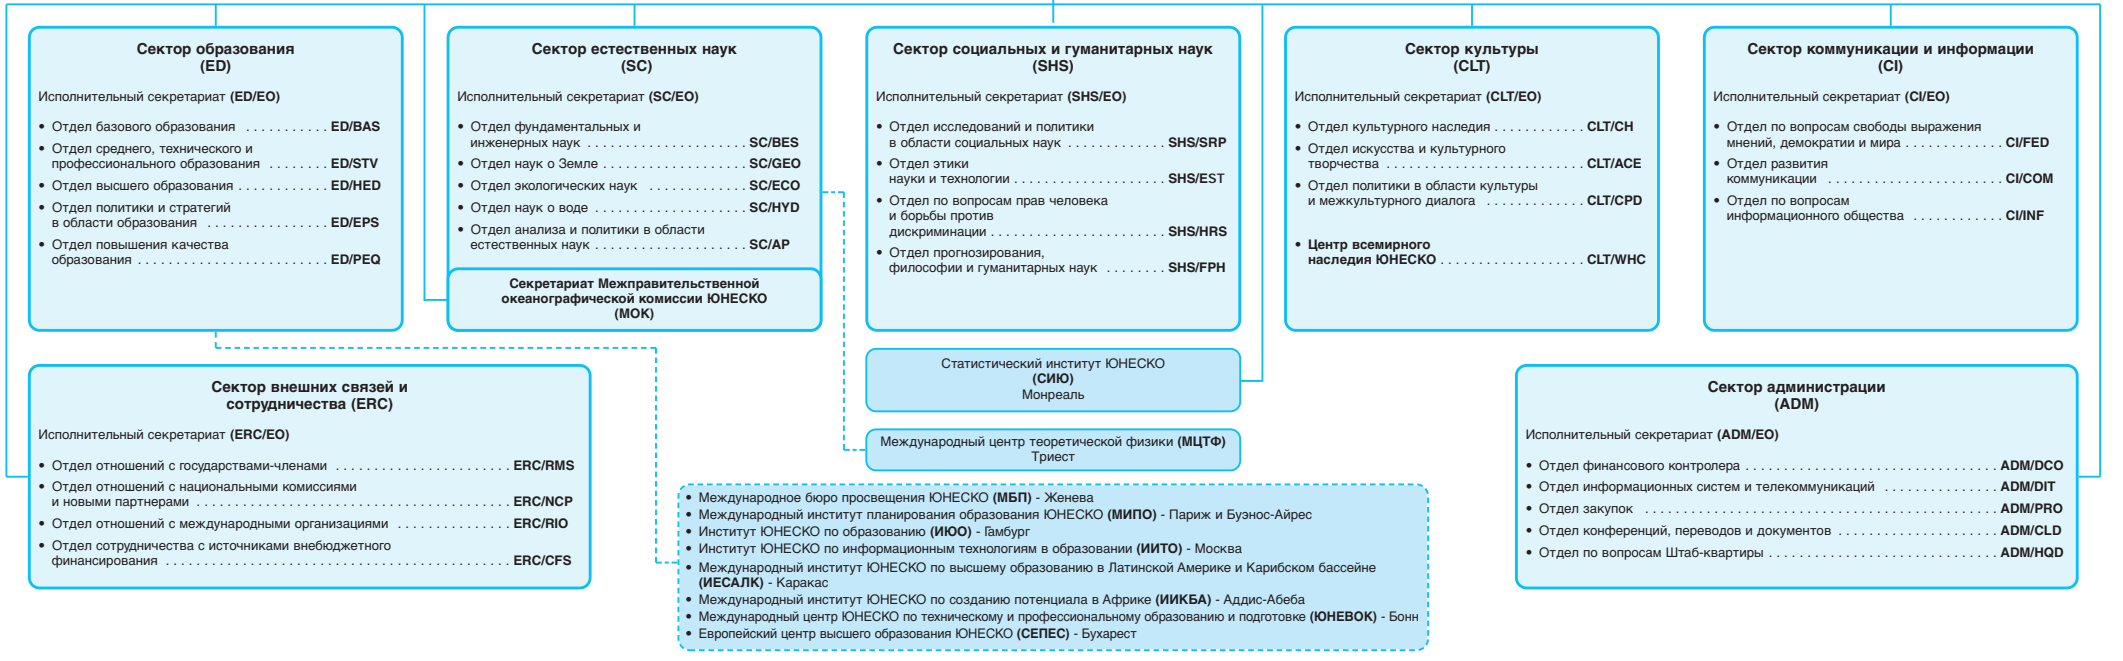 Сектор образования
(ED)
Исполнительный секретариат (ED/EO)
• Отдел базового образования . . . . . . . . . . . ED/BAS
• Отдел среднего, технического и
профессионального образования . . . . . . . . ED/STV
• Отдел высшего образования . . . . . . . . . . . . ED/HED
• Отдел политики и стратегий
в области образования . . . . . . . . . . . . . . . . ED/EPS
• Отдел повышения качества
образования . . . . . . . . . . . . . . . . . . . . . . . . . ED/PEQ
Сектор естественных наук
(SC)
Исполнительный секретариат (SC/EO)
• Отдел фундаментальных и
инженерных наук . . . . . . . . . . . . . . . . . . . . . SC/BES
• Отдел наук о Земле . . . . . . . . . . . . . . . . . . . SC/GEO
• Отдел экологических наук . . . . . . . . . . . . . SC/ECO
• Отдел наук о воде . . . . . . . . . . . . . . . . . . . . SC/HYD
• Отдел анализа и политики в области
естественных наук . . . . . . . . . . . . . . . . . . . . SC/AP
Секретариат Межправительственной
океанографической комиссии ЮНЕСКО
(МОК)
Сектор социальных и гуманитарных наук
(SHS)
Исполнительный секретариат (SHS/EO)
• Отдел исследований и политики
в области социальных наук . . . . . . . . . . . . . . SHS/SRP
• Отдел этики
науки и технологии . . . . . . . . . . . . . . . . . . . . SHS/EST
• Отдел по вопросам прав человека
и борьбы против
дискриминации . . . . . . . . . . . . . . . . . . . . . . . SHS/HRS
• Отдел прогнозирования,
философии и гуманитарных наук . . . . . . . . SHS/FPH
Сектор культуры
(CLT)
Исполнительный секретариат (CLT/EO)
• Отдел культурного наследия . . . . . . . . . . . . CLT/CH
• Отдел искусства и культурного
творчества . . . . . . . . . . . . . . . . . . . . . . . . . . CLT/ACE
• Отдел политики в области культуры
и межкультурного диалога . . . . . . . . . . . . . CLT/CPD
• Центр всемирного
наследия ЮНЕСКО . . . . . . . . . . . . . . . . . . . CLT/WHC
Сектор коммуникации и информации
(CI)
Исполнительный секретариат (CI/EO)
• Отдел по вопросам свободы выражения
мнений, демократии и мира . . . . . . . . . . . . . CI/FED
• Отдел развития
коммуникации . . . . . . . . . . . . . . . . . . . . . . . CI/COM
• Отдел по вопросам
информационного общества . . . . . . . . . . . . CI/INF
Статистический институт ЮНЕСКО
(СИЮ)
Монреаль
Международный центр теоретической физики (МЦТФ)
Триест
Сектор внешних связей и
сотрудничества (ERC)
Исполнительный секретариат (ERC/EO)
• Отдел отношений с государствами-членами . . . . . . . . . . . . . . . . . . . . . . . ERC/RMS
• Отдел отношений с национальными комиссиями
и новыми партнерами . . . . . . . . . . . . . . . . . . . . . . . . . . . . . . . . . . . . . . . . . ERC/NCP
• Отдел отношений с международными организациями . . . . . . . . . . . . . . . ERC/RIO
• Отдел сотрудничества с источниками внебюджетного
финансирования . . . . . . . . . . . . . . . . . . . . . . . . . . . . . . . . . . . . . . . . . . . . . ERC/CFS
• Международное бюро просвещения ЮНЕСКО (МБП) - Женева
• Международный институт планирования образования ЮНЕСКО (МИПО) - Париж и Буэнос-Айрес
• Институт ЮНЕСКО по образованию (ИЮО) - Гамбург
• Институт ЮНЕСКО по информационным технологиям в образовании (ИИТО) - Москва
• Международный институт ЮНЕСКО по высшему образованию в Латинской Америке и Карибском бассейне
(ИЕСАЛК) - Каракас
• Международный институт ЮНЕСКО по созданию потенциала в Африке (ИИКБА) - Аддис-Абеба
• Международный центр ЮНЕСКО по техническому и профессиональному образованию и подготовке (ЮНЕВОК) - Бонн
• Европейский центр высшего образования ЮНЕСКО (СЕПЕС) - Бухарест
Сектор администрации
(ADM)
Исполнительный секретариат (ADM/EO)
• Отдел финансового контролера . . . . . . . . . . . . . . . . . . . . . . . . . . . . . . . . . ADM/DCO
• Отдел информационных систем и телекоммуникаций . . . . . . . . . . . . . . . ADM/DIT
• Отдел закупок . . . . . . . . . . . . . . . . . . . . . . . . . . . . . . . . . . . . . . . . . . . . . . . ADM/PRO
• Отдел конференций, переводов и документов . . . . . . . . . . . . . . . . . . . . . ADM/CLD
• Отдел по вопросам Штаб-квартиры . . . . . . . . . . . . . . . . . . . . . . . . . . . . . . ADM/HQD